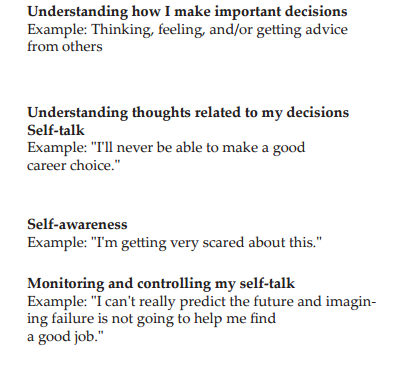 Understanding how I make important decisions
Example: Thinking, feeling, and/or getting advice
from others
Understanding thoughts related to my decisions
Self-talk
Example: "I'll never be able to make a good
career choice."
Self-awareness
Example: "I'm getting very scared about this."
Monitoring and controlling my self-talk
Example: "I can't really predict the future and imagin-
ing failure is not going to help me find
a good job."